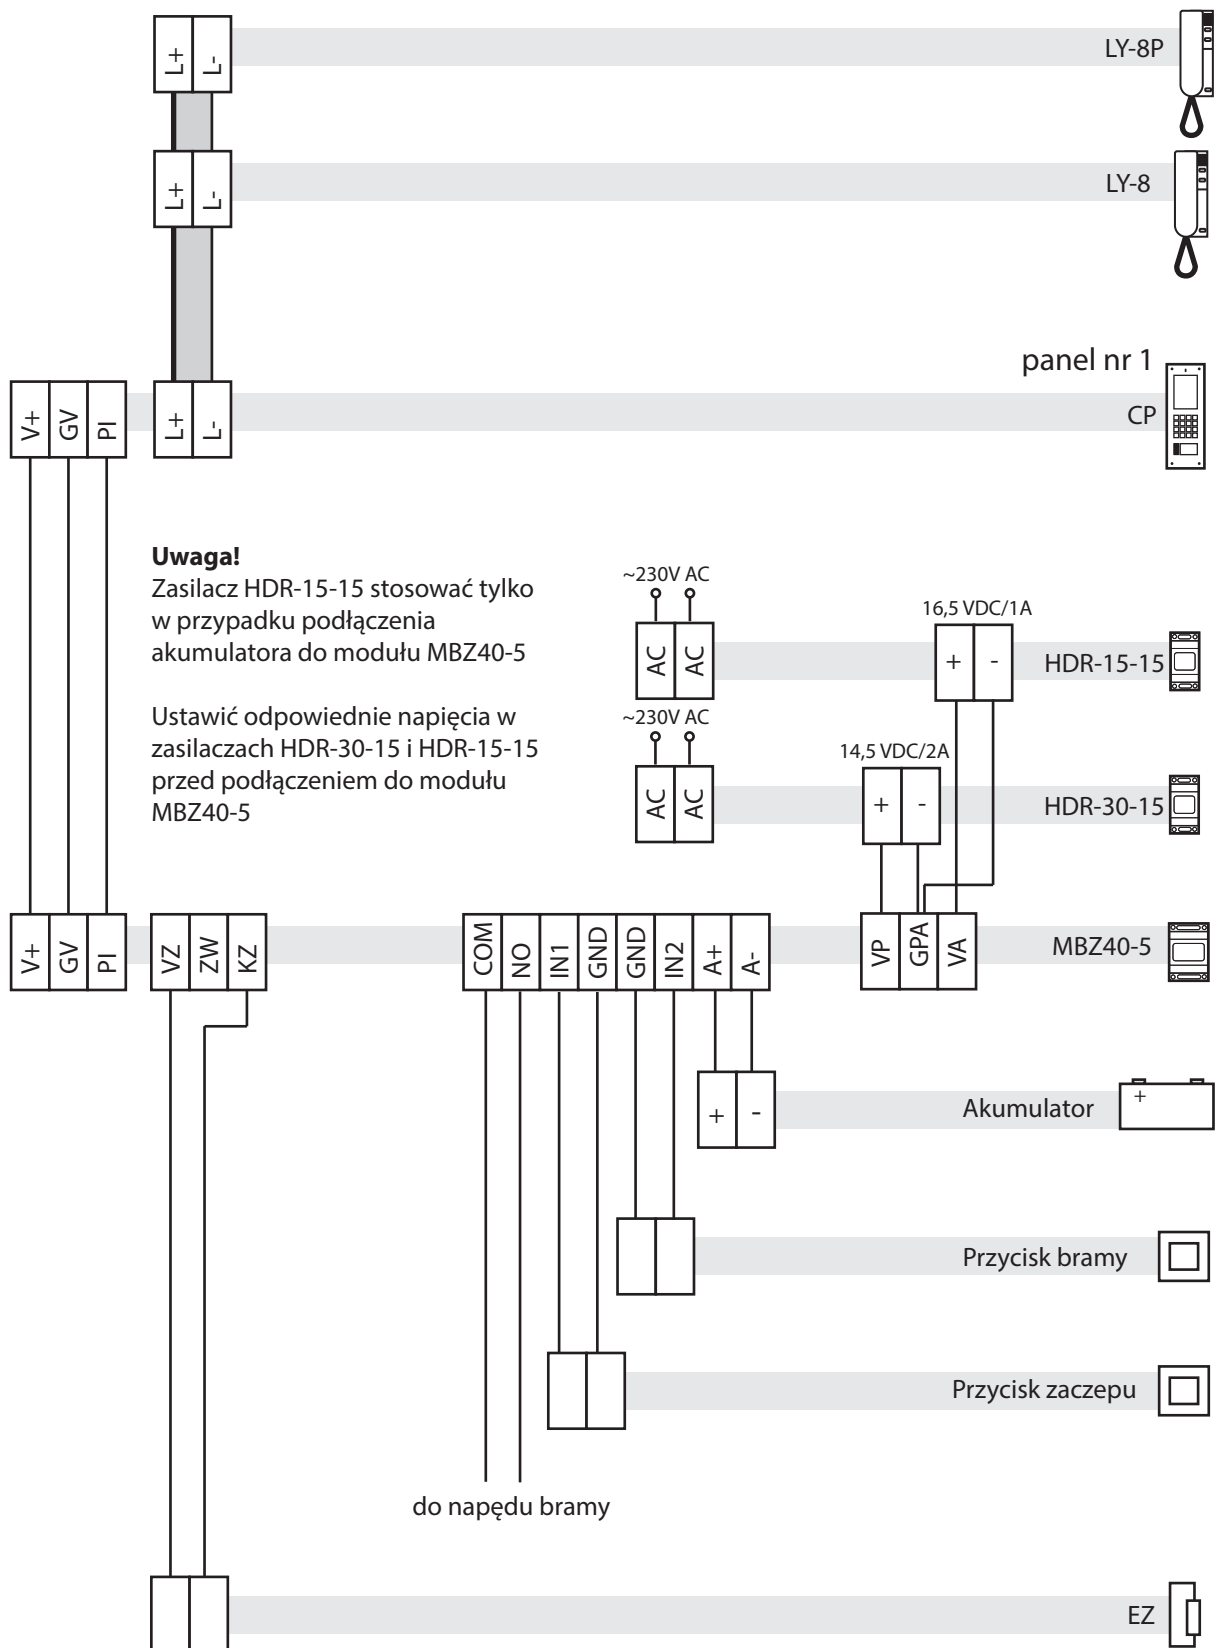 L+ L- LY-8P
L+ L- LY-8
panel nr 1
V+ GV PI L+ L- CP
Uwaga!
Zasilacz HDR-15-15 stosować tylko
w przypadku podłączenia
akumulatora do modułu MBZ40-5
Ustawić odpowiednie napięcia w
zasilaczach HDR-30-15 i HDR-15-15
przed podłączeniem do modułu
MBZ40-5
~230V AC
16,5 VDC/1A
AC AC + - HDR-15-15
~230V AC
14,5 VDC/2A
AC AC + - HDR-30-15
V+ GV PI VZ ZW KZ COM NO IN1 GND GND IN2 A+ A- VP GPA VA MBZ40-5
+ - Akumulator +
Przycisk bramy
Przycisk zaczepu
do napędu bramy
EZ